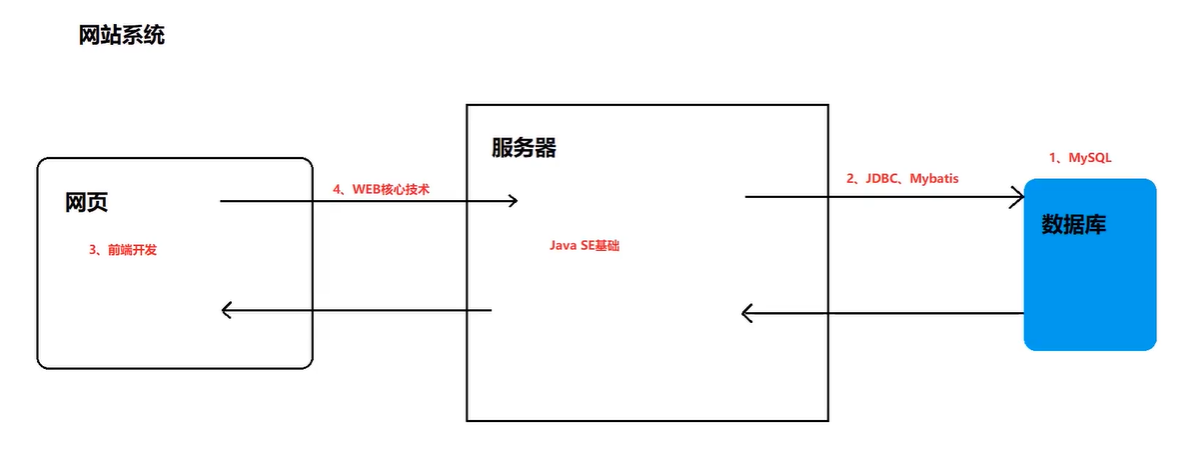 网站系统
服务器
1、MySQL
2、JDBC、Mybatis
4、WEB核心技术
网页
数据库
Java SE基础
3、前端开发